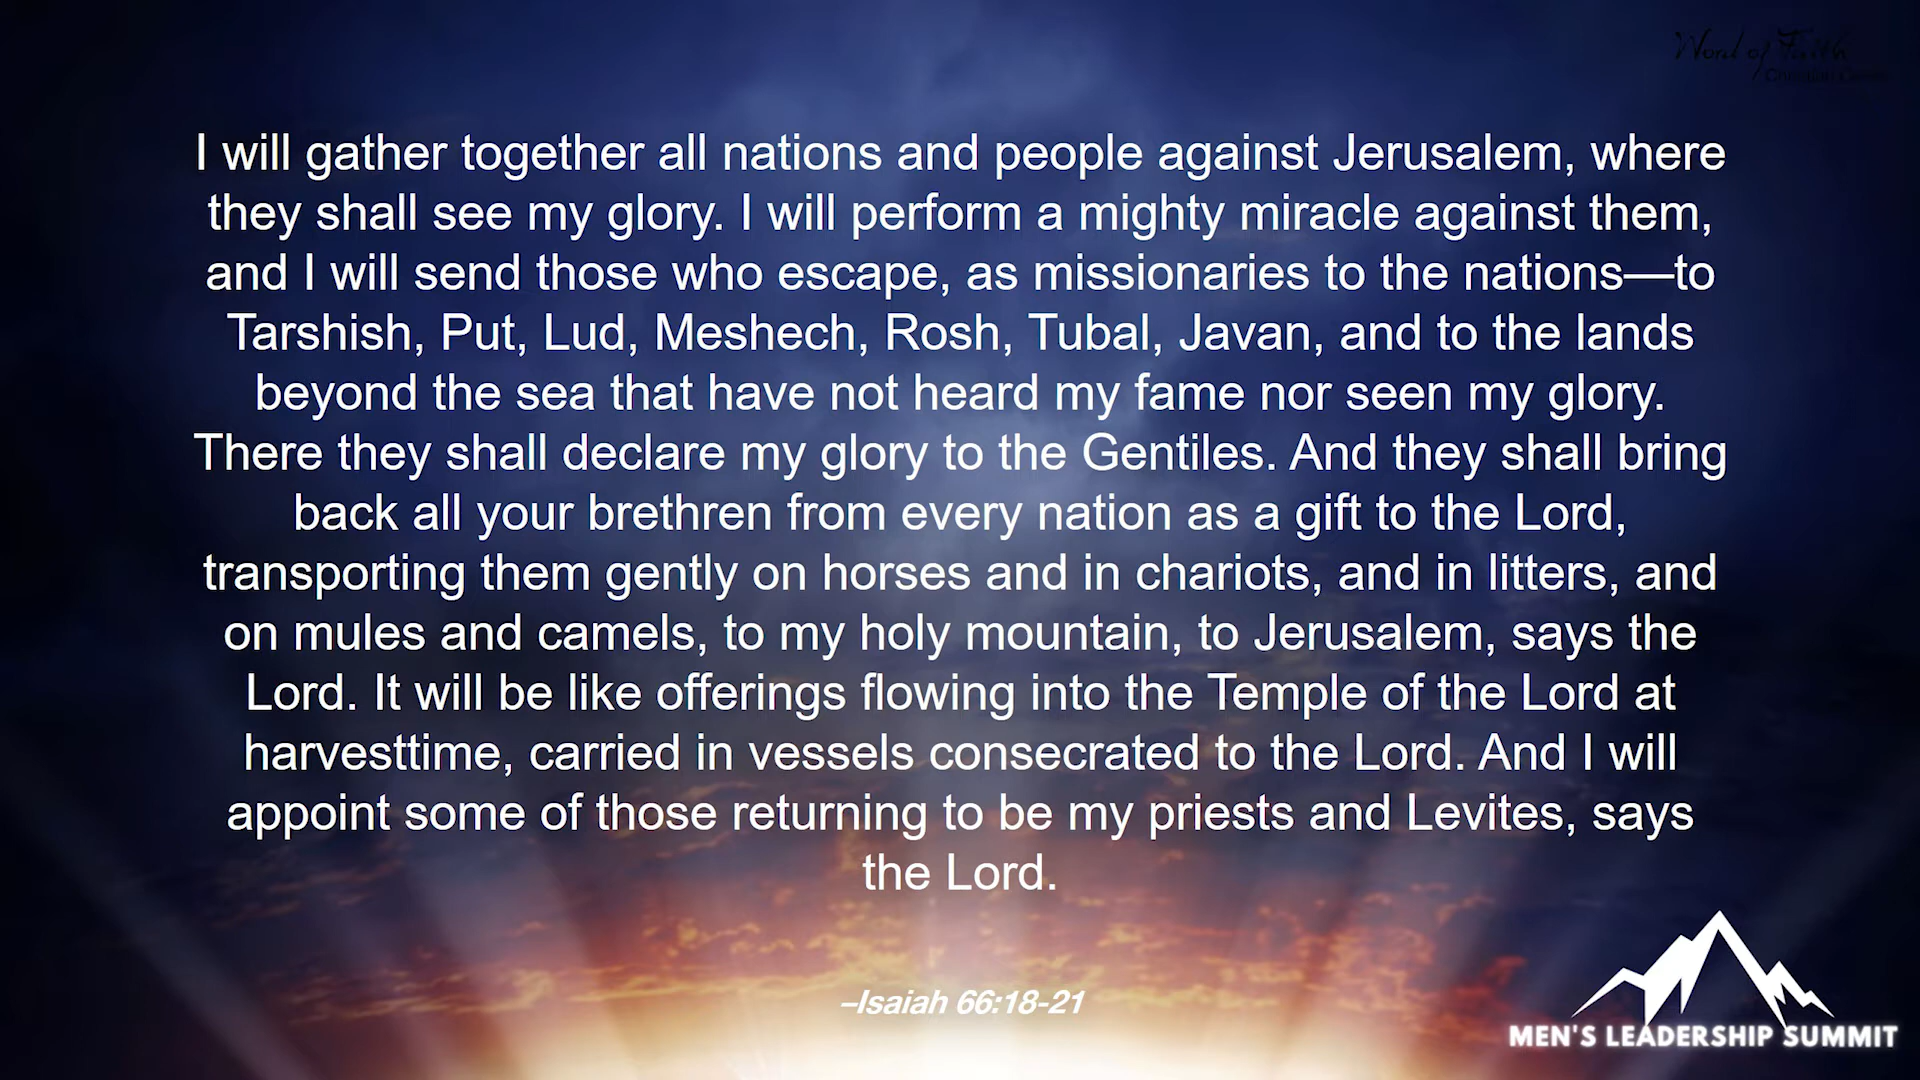 Word of Faith
I will gather together all nations and people against Jerusalem, where
they shall see my glory. I will perform a mighty miracle against them,
and I will send those who escape, as missionaries to the nations—to
Tarshish, Put, Lud, Meshech, Rosh, Tubal, Javan, and to the lands
beyond the sea that have not heard my fame nor seen my glory.
There they shall declare my glory to the Gentiles. And they shall bring
back all your brethren from every nation as a gift to the Lord,
transporting them gently on horses and in chariots, and in litters, and
on mules and camels, to my holy mountain, to Jerusalem, says the
Lord. It will be like offerings flowing into the Temple of the Lord at
harvesttime, carried in vessels consecrated to the Lord. And I will
appoint some of those returning to be my priests and Levites, says
the Lord.
–Isaiah 66:18-21
MEN'S LEADERSHIP SUMMIT